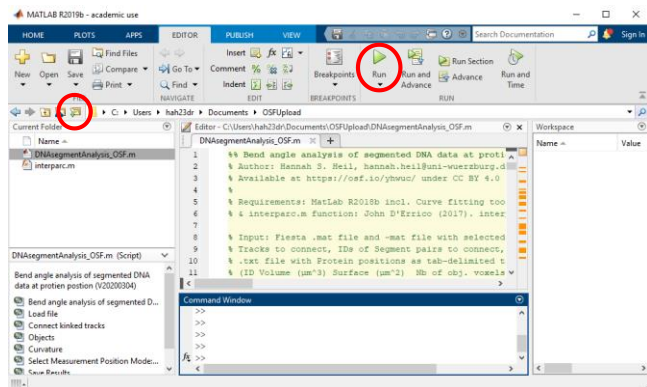 MATLAB R2019b - academic use
HOME PLOTS APPS EDITOR PUBLISH VIEW Search Documentation Sign In
New Open Save Find Files Compare Print
Go To Find
Insert fx
Comment %
Indent
Breakpoints Run Run and Advance Run Section Advance Run and Time
NAVIGATE EDIT BREAKPOINTS RUN
C: Users hah23dr Documents OSFUpload
Current Folder
Name
DNAsegmentAnalysis_OSF.m
interparc.m
DNAsegmentAnalysis_OSF.m (Script)
Bend angle analysis of segmented DNA
data at protien postion (V20200304)
Bend angle analysis of segmented D...
Load file
Connect kinked tracks
Objects
Curvature
Select Measurement Position Mode:...
Save Results
Editor - C:\Users\hah23dr\Documents\OSFUpload\DNAsegmentAnalysis_OSF.m
DNAsegmentAnalysis_OSF.m +
1 %% Bend angle analysis of segmented DNA data at proti
2 % Author: Hannah S. Heil, hannah.heil@uni-wuerzburg.d
3 % Available at https://osf.io/yhwuc/ under CC BY 4.0
4 %
5 % Requirements: MatLab R2018b incl. Curve fitting too
6 % & interparc.m function: John D'Errico (2017). inter
7
8 % Input: Fiesta .mat file and -mat file with selected
9 % Tracks to connect, IDs of Segment pairs to connect,
10 % .txt file with Protein positions as tab-delimited t
11 % (ID Volume (µm^3) Surface (µm^2) Nb of obj. voxels
Command Window
>>
>>
>>
>>
fx >>
Workspace
Name Value